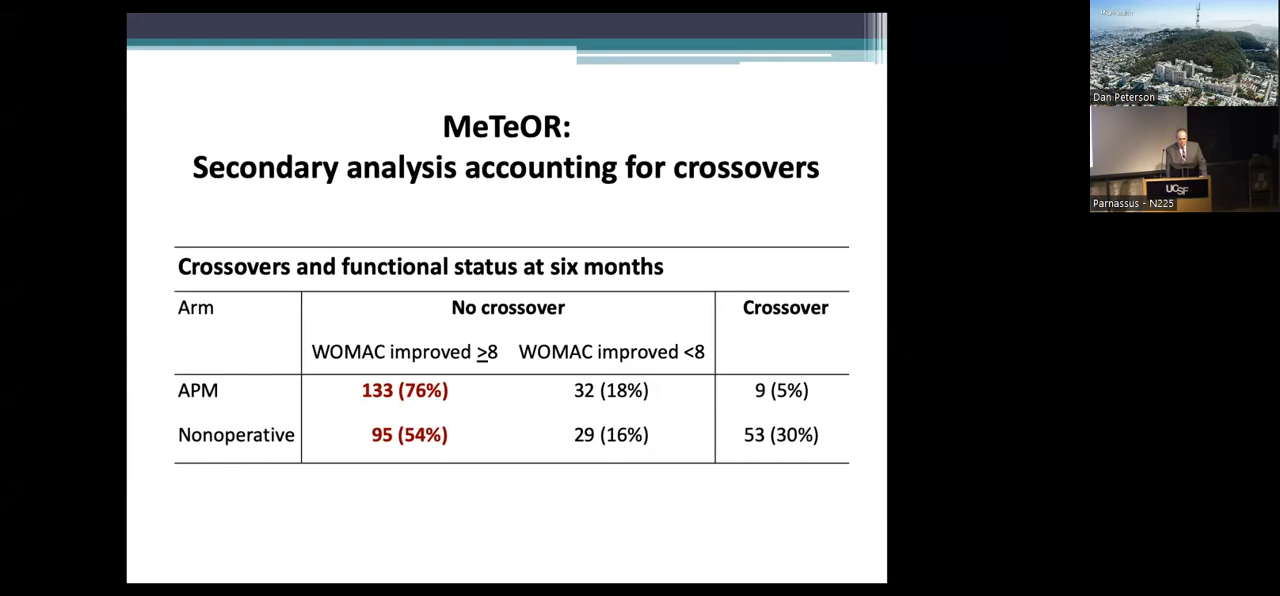 MeTeOR:
Secondary analysis accounting for crossovers
Crossovers and functional status at six months
Arm No crossover Crossover
WOMAC improved ≥8 WOMAC improved <8
APM 133 (76%) 32 (18%) 9 (5%)
Nonoperative 95 (54%) 29 (16%) 53 (30%)
Dan Peterson
UCSF
Parnassus - N225